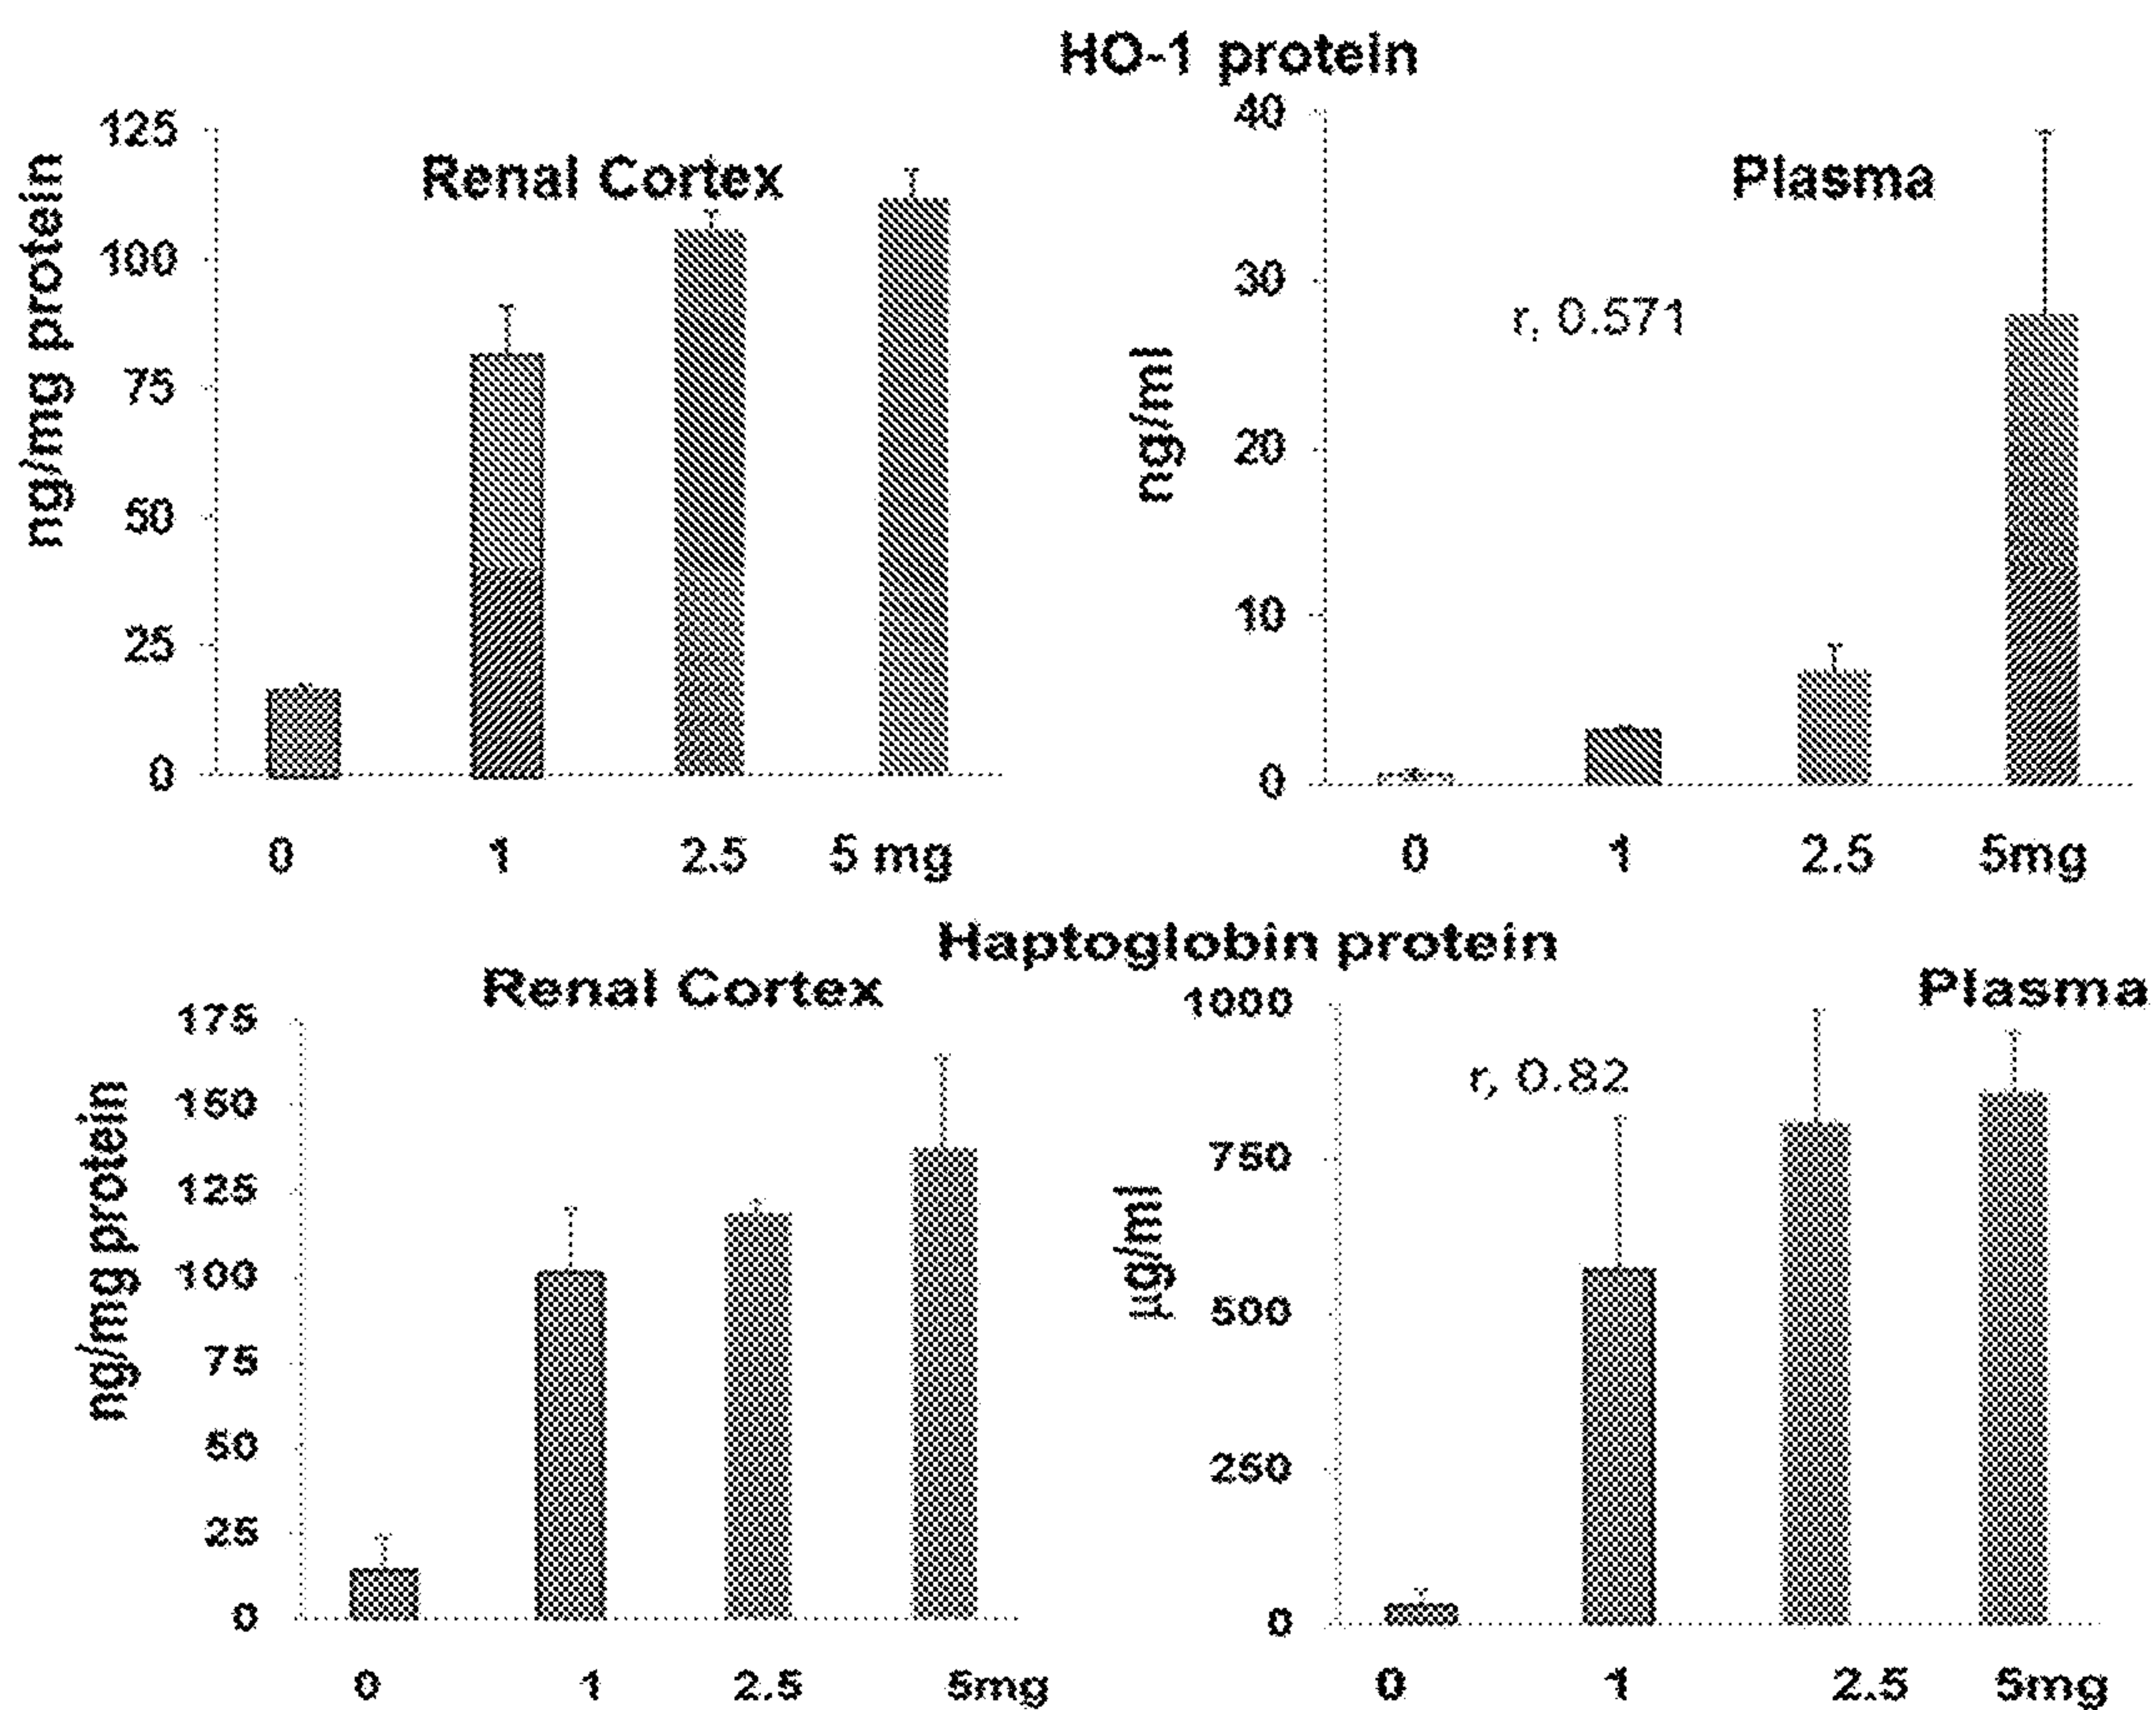 HO-1 protein
Renal Cortex
ng/mg protein
125
100
75
50
25
0
0 1 2.5 5 mg
Plasma
r, 0.571
ng/ml
40
30
20
10
0
0 1 2.5 5mg
Haptoglobin protein
Renal Cortex
ng/mg protein
175
150
125
100
75
50
25
0
0 1 2.5 5mg
Plasma
r, 0.82
µg/ml
1000
750
500
250
0
0 1 2.5 5mg